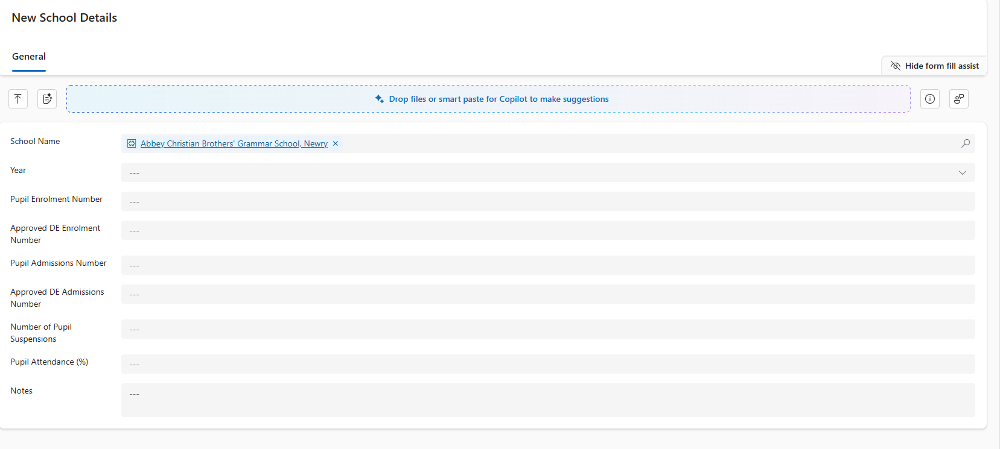 New School Details
General
Hide form fill assist
Drop files or smart paste for Copilot to make suggestions
School Name
Abbey Christian Brothers' Grammar School, Newry
Year
---
Pupil Enrolment Number
---
Approved DE Enrolment
Number
---
Pupil Admissions Number
---
Approved DE Admissions
Number
---
Number of Pupil
Suspensions
---
Pupil Attendance (%)
---
Notes
---